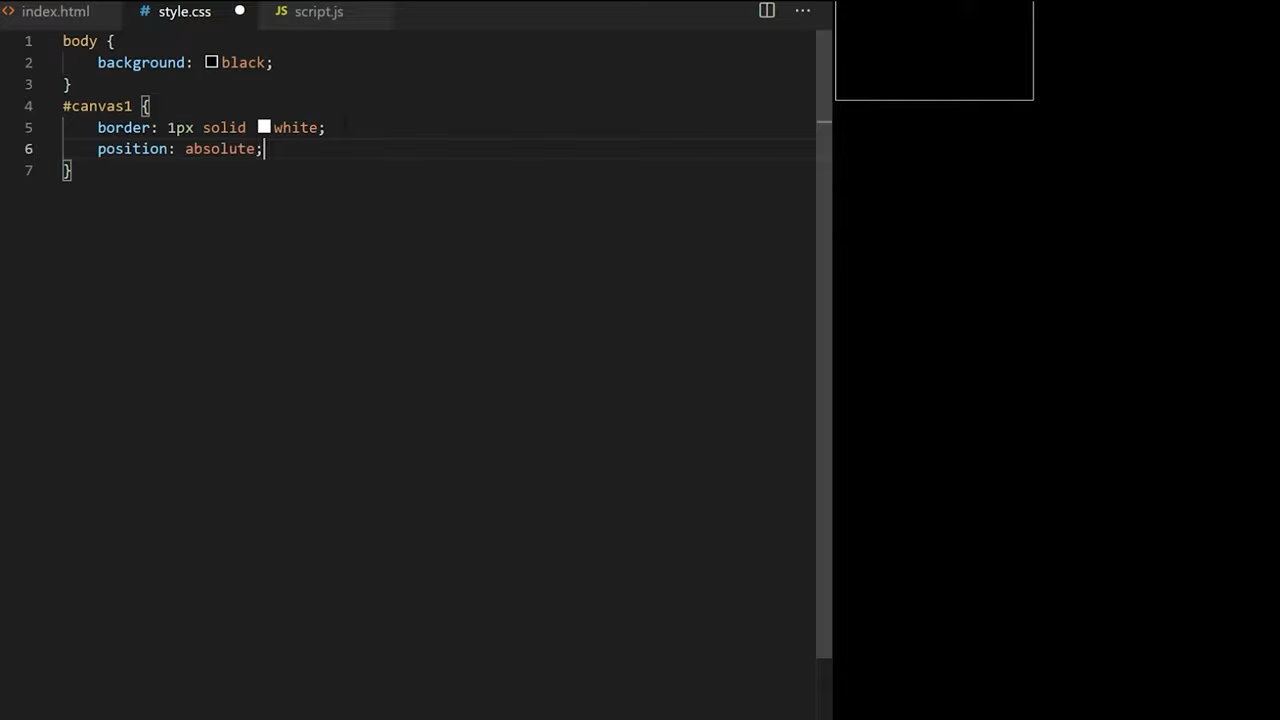 index.html # style.css JS script.js ...
1 body {
2 background: black;
3 }
4 #canvas1 {
5 border: 1px solid white;
6 position: absolute;
7 }